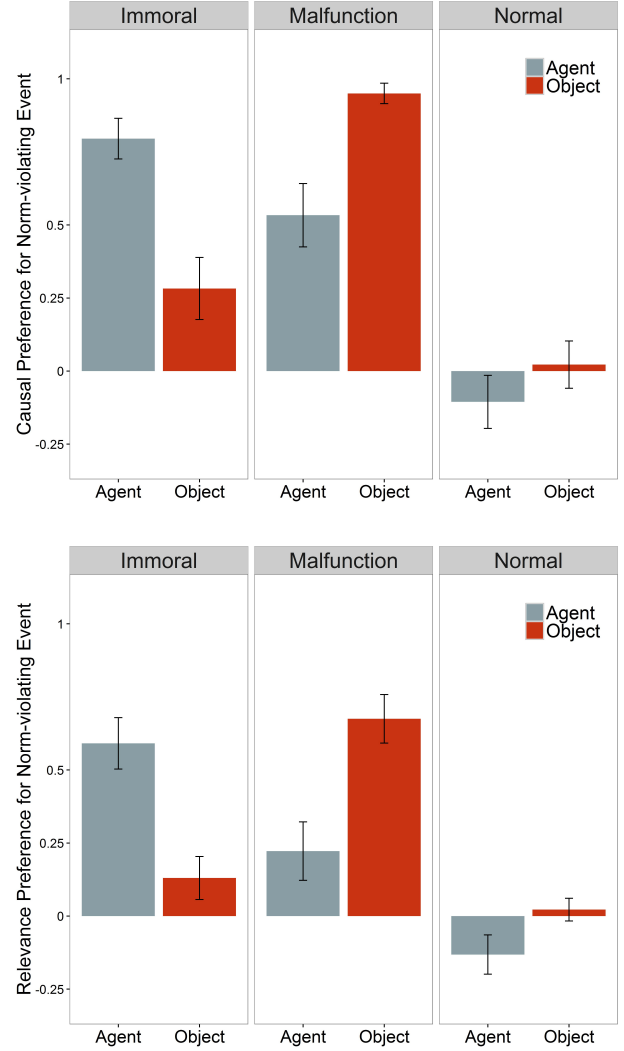 Immoral Malfunction Normal
Causal Preference for Norm-violating Event
1
0.5
0.25
0
-0.25
Agent
Object
Agent Object Agent Object Agent Object
Immoral Malfunction Normal
Relevance Preference for Norm-violating Event
1
0.5
0.25
0
-0.25
Agent
Object
Agent Object Agent Object Agent Object